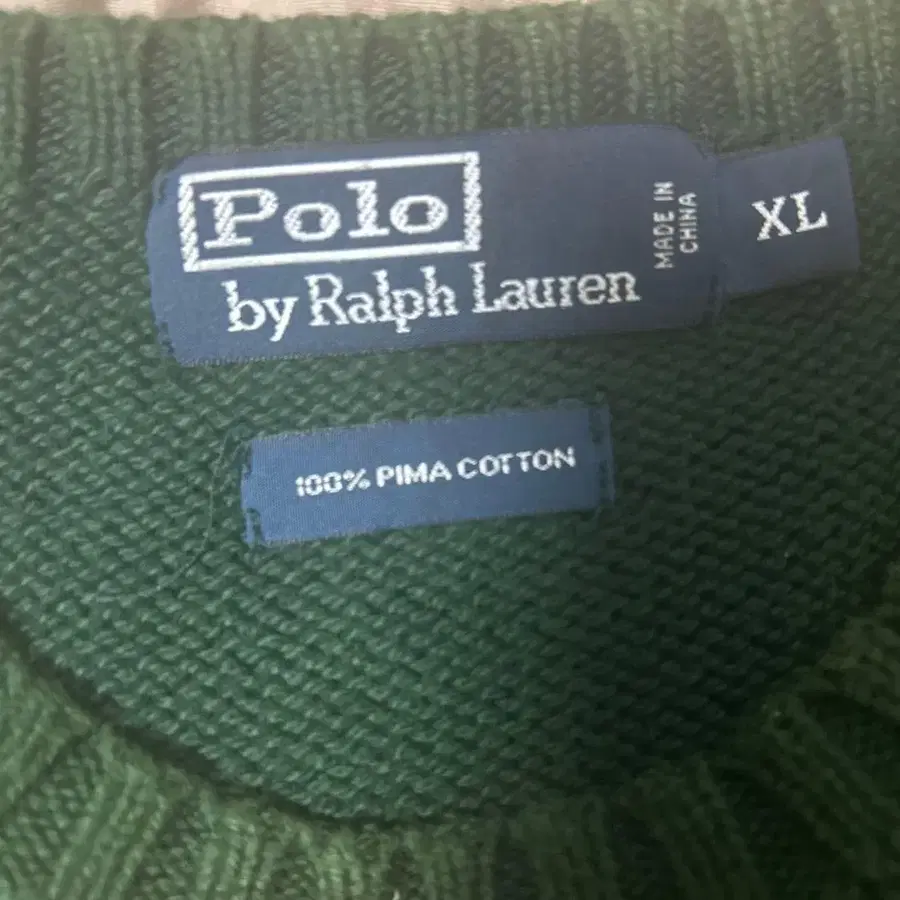 Polo
by Ralph Lauren
MADE IN
CHINA
XL
100% PIMA COTTON